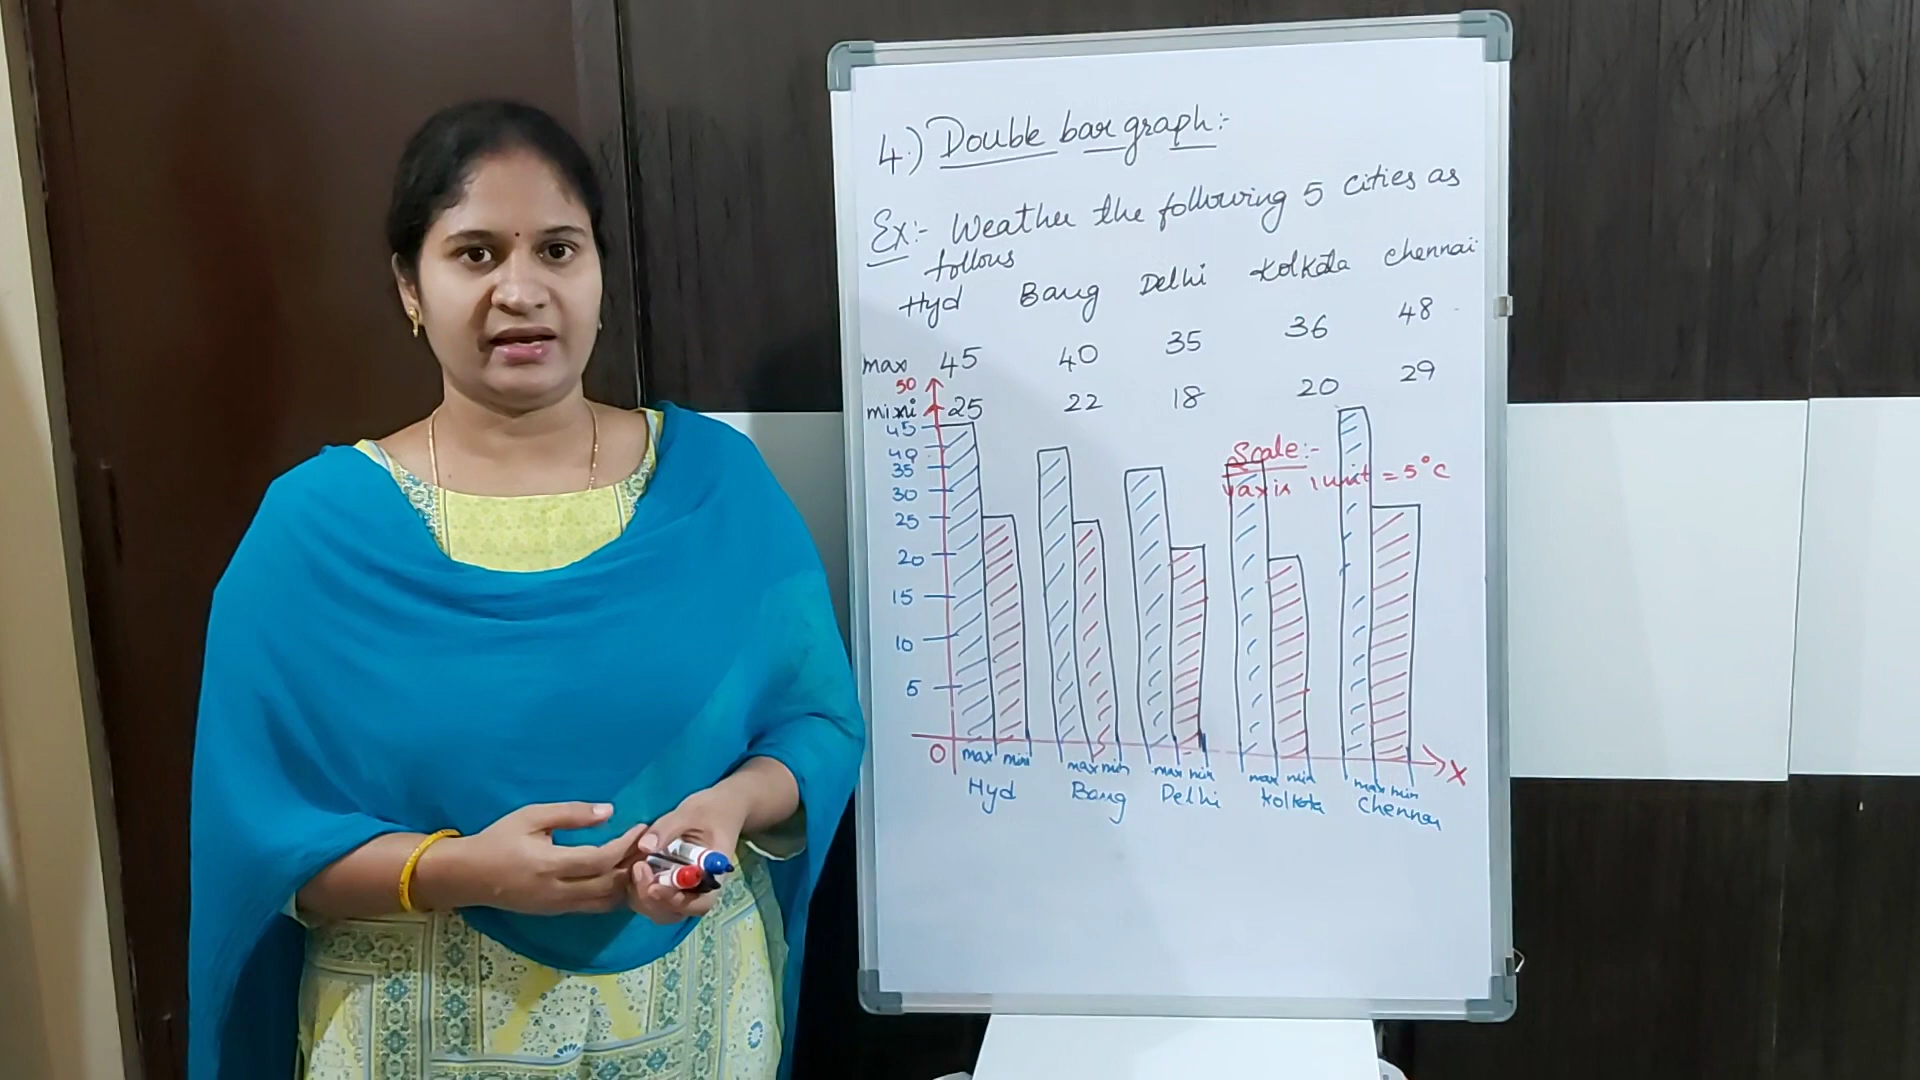 4.) Double bar graph:-
Ex:- Weather the following 5 cities as
follows
Hyd Bang Delhi Kolkata Chennai
max 45 40 35 36 48
mini 25 22 18 20 29
50
45
40
35
30
25
20
15
10
5
0
Scale:-
Yaxis 1 unit = 5°C
max mini max min max min max min max min
Hyd Bang Delhi Kolkata Chennai
X